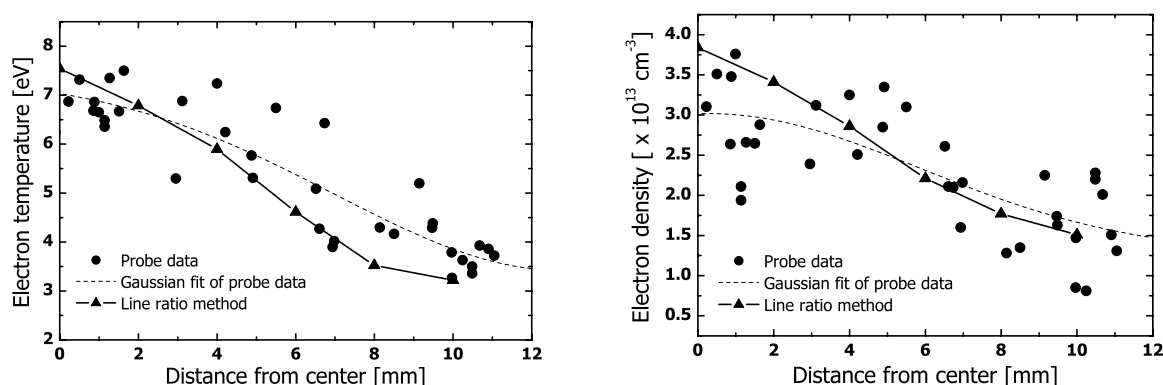 Electron temperature [eV]
8
7
6
5
4
3
2
0 2 4 6 8 10 12
Distance from center [mm]
Probe data
Gaussian fit of probe data
Line ratio method
Electron density [ x 10¹³ cm⁻³]
4.0
3.5
3.0
2.5
2.0
1.5
1.0
0.5
0 2 4 6 8 10 12
Distance from center [mm]
Probe data
Gaussian fit of probe data
Line ratio method